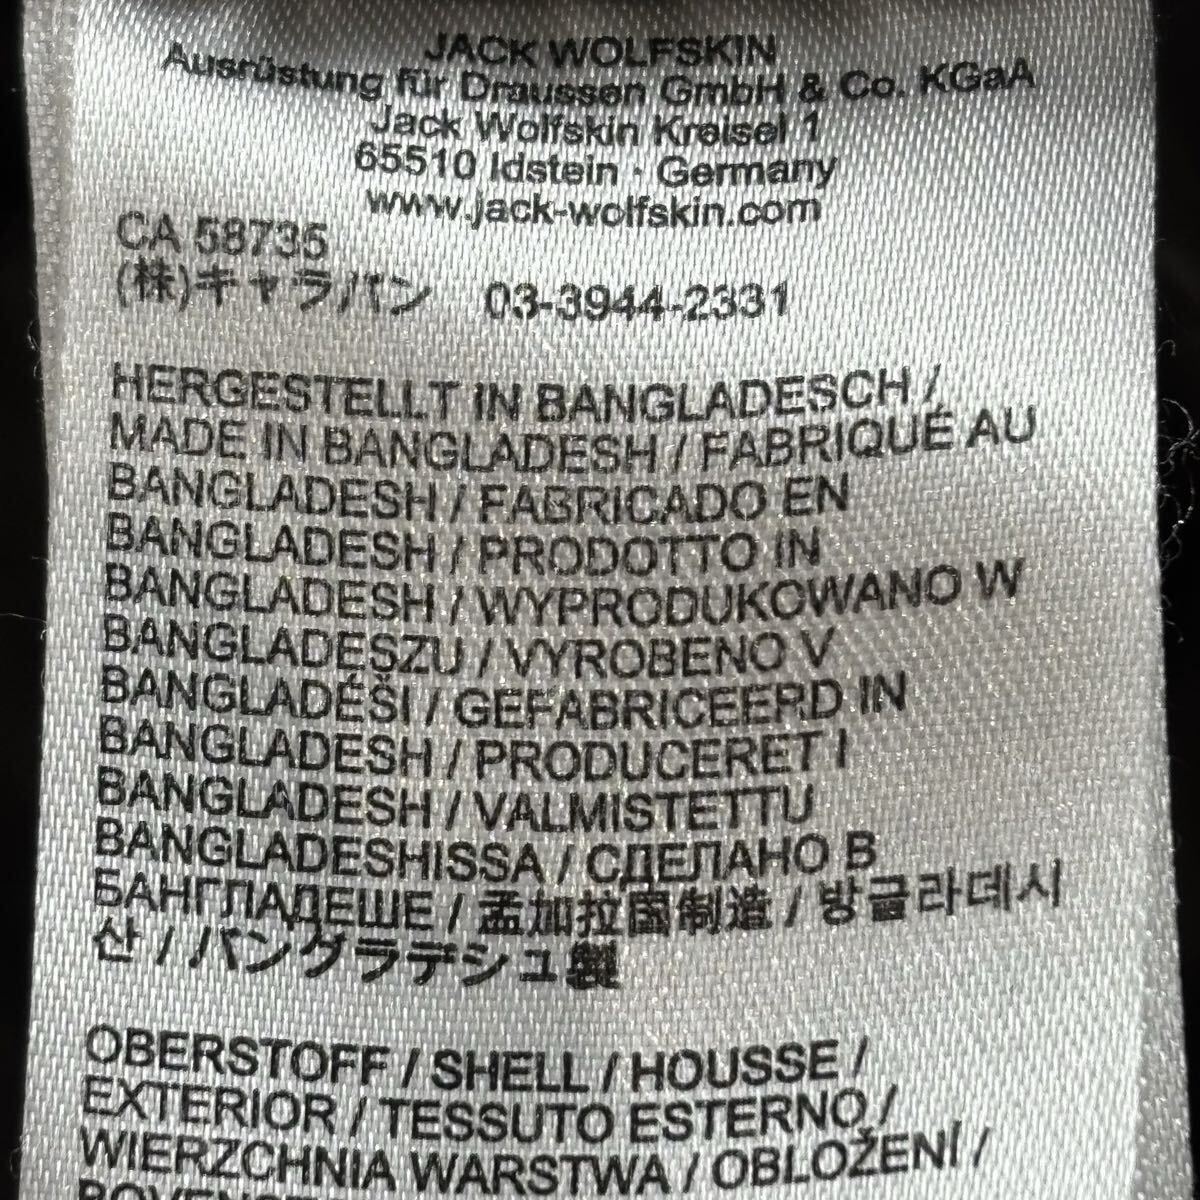 JACK WOLFSKIN
Ausrüstung für Draussen GmbH & Co. KGaA
Jack Wolfskin Kreisel 1
65510 Idstein · Germany
www.jack-wolfskin.com
CA 58735
(株)キャラバン 03-3944-2331
HERGESTELLT IN BANGLADESCH /
MADE IN BANGLADESH / FABRIQUÉ AU
BANGLADESH / FABRICADO EN
BANGLADESH / PRODOTTO IN
BANGLADESH / WYPRODUKOWANO W
BANGLADESZU / VYROBENO V
BANGLADÉŠI / GEFABRICEERD IN
BANGLADESH / PRODUCERET I
BANGLADESH / VALMISTETTU
BANGLADESHISSA / СДЕЛАНО В
БАНГЛАДЕШЕ / 孟加拉国制造 / 방글라데시
산 / バングラデシュ製
OBERSTOFF / SHELL / HOUSSE /
EXTERIOR / TESSUTO ESTERNO /
WIERZCHNIA WARSTWA / OBLOŽENÍ /